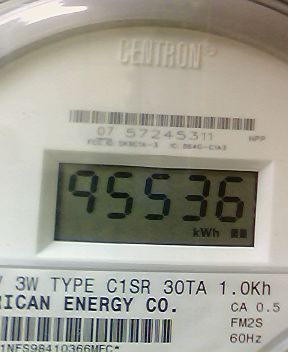 CENTRON®
07 57245311
NPP
95536
kWh
V 3W TYPE C1SR 30TA 1.0Kh
RICAN ENERGY CO.
CA 0.5
FM2S
60Hz